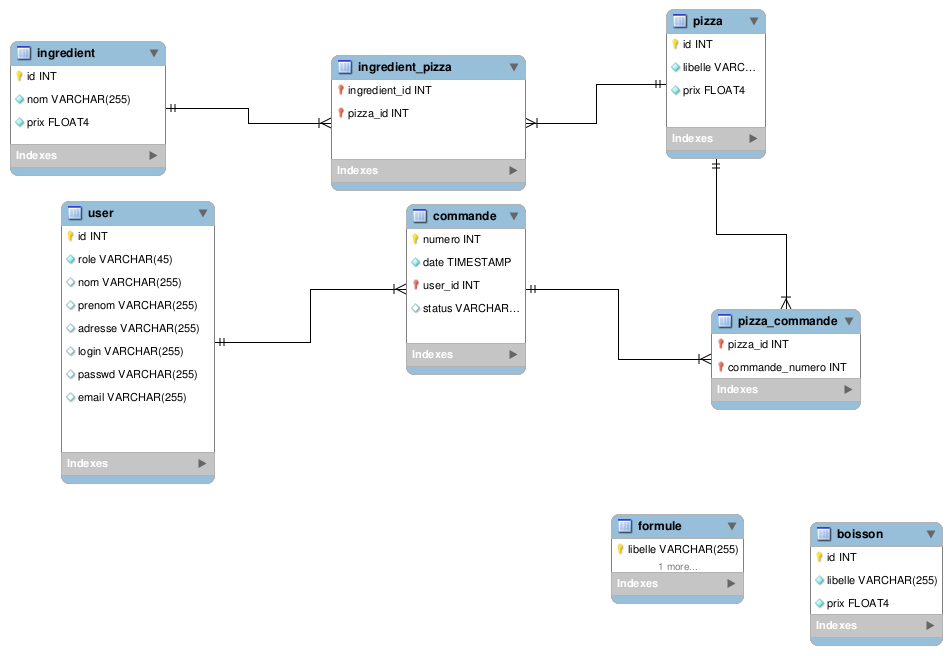 ingredient
id INT
nom VARCHAR(255)
prix FLOAT4
Indexes
ingredient_pizza
ingredient_id INT
pizza_id INT
Indexes
pizza
id INT
libelle VARC...
prix FLOAT4
Indexes
user
id INT
role VARCHAR(45)
nom VARCHAR(255)
prenom VARCHAR(255)
adresse VARCHAR(255)
login VARCHAR(255)
passwd VARCHAR(255)
email VARCHAR(255)
Indexes
commande
numero INT
date TIMESTAMP
user_id INT
status VARCHAR...
Indexes
pizza_commande
pizza_id INT
commande_numero INT
Indexes
formule
libelle VARCHAR(255)
1 more...
Indexes
boisson
id INT
libelle VARCHAR(255)
prix FLOAT4
Indexes